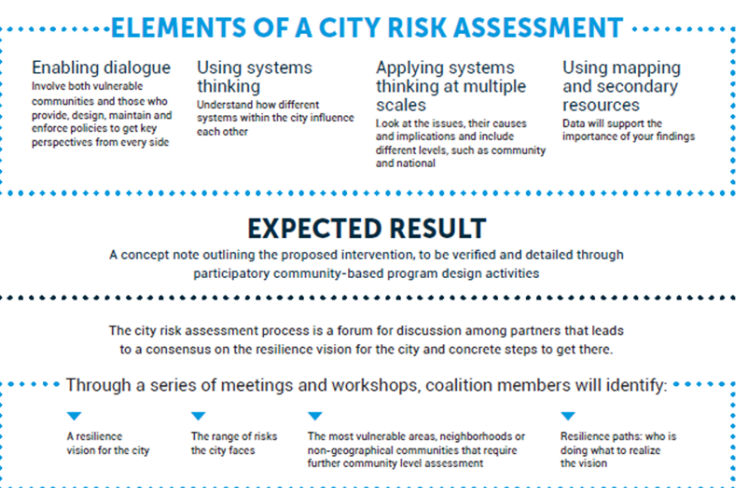 ELEMENTS OF A CITY RISK ASSESSMENT
Enabling dialogue
Involve both vulnerable
communities and those who
provide, design, maintain and
enforce policies to get key
perspectives from every side
Using systems
thinking
Understand how different
systems within the city influence
each other
Applying systems
thinking at multiple
scales
Look at the issues, their causes
and implications and include
different levels, such as community
and national
Using mapping
and secondary
resources
Data will support the
importance of your findings
EXPECTED RESULT
A concept note outlining the proposed intervention, to be verified and detailed through
participatory community-based program design activities
The city risk assessment process is a forum for discussion among partners that leads
to a consensus on the resilience vision for the city and concrete steps to get there.
Through a series of meetings and workshops, coalition members will identify:
A resilience
vision for the city
The range of risks
the city faces
The most vulnerable areas, neighborhoods or
non-geographical communities that require
further community level assessment
Resilience paths: who is
doing what to realize
the vision